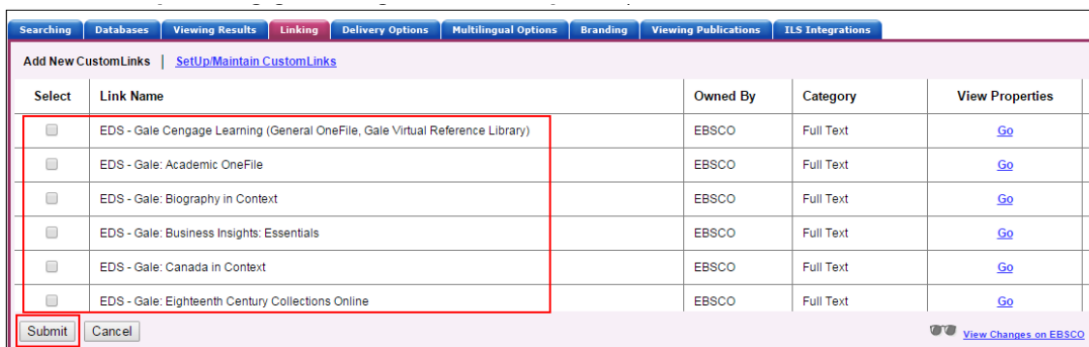 Searching Databases Viewing Results Linking Delivery Options Multilingual Options Branding Viewing Publications ILS Integrations
Add New CustomLinks | SetUp/Maintain CustomLinks
Select Link Name Owned By Category View Properties
EDS - Gale Cengage Learning (General OneFile, Gale Virtual Reference Library) EBSCO Full Text Go
EDS - Gale: Academic OneFile EBSCO Full Text Go
EDS - Gale: Biography in Context EBSCO Full Text Go
EDS - Gale: Business Insights: Essentials EBSCO Full Text Go
EDS - Gale: Canada in Context EBSCO Full Text Go
EDS - Gale: Eighteenth Century Collections Online EBSCO Full Text Go
Submit Cancel View Changes on EBSCO